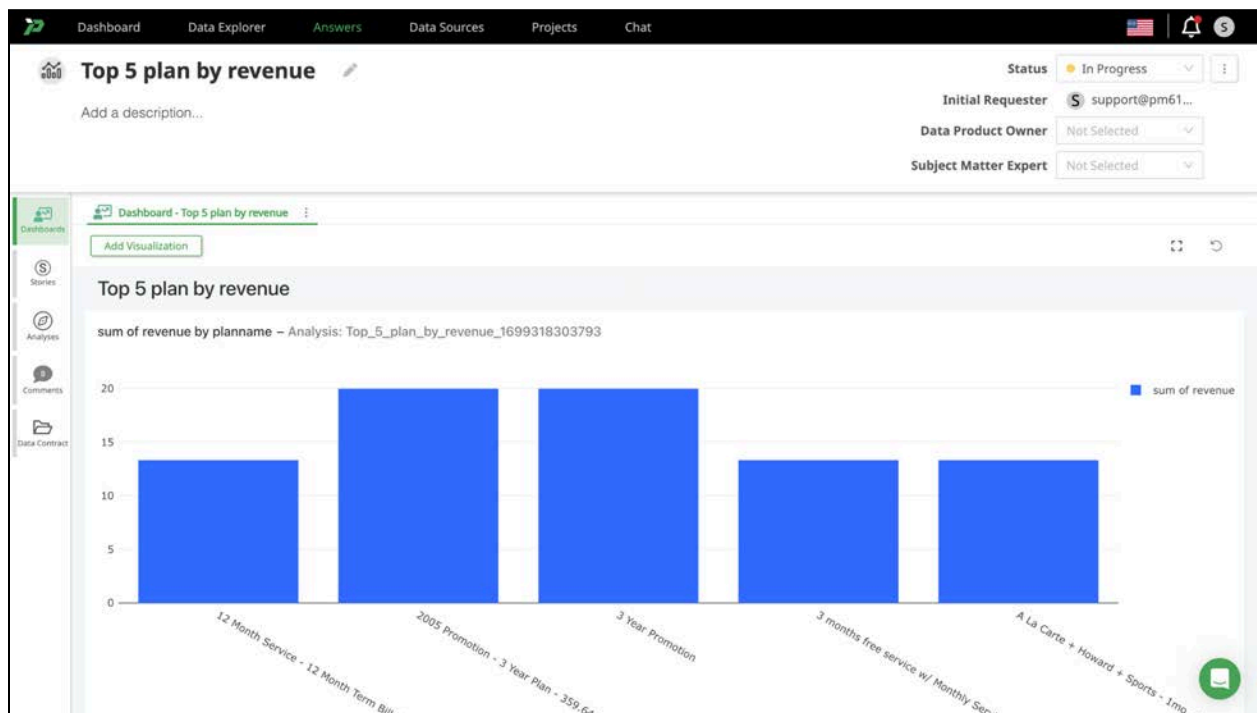 Dashboard Data Explorer Answers Data Sources Projects Chat S
Top 5 plan by revenue
Add a description...
Status In Progress
Initial Requester S support@pm61...
Data Product Owner Not Selected
Subject Matter Expert Not Selected
Dashboards
Stories
Analyses
Comments
Data Contract
Dashboard - Top 5 plan by revenue
Add Visualization
Top 5 plan by revenue
sum of revenue by planname – Analysis: Top_5_plan_by_revenue_1699318303793
20
15
10
5
0
sum of revenue
12 Month Service - 12 Month Term Bil
2005 Promotion - 3 Year Plan - 359.64
3 Year Promotion
3 months free service w/ Monthly Ser
A La Carte + Howard + Sports - 1mo